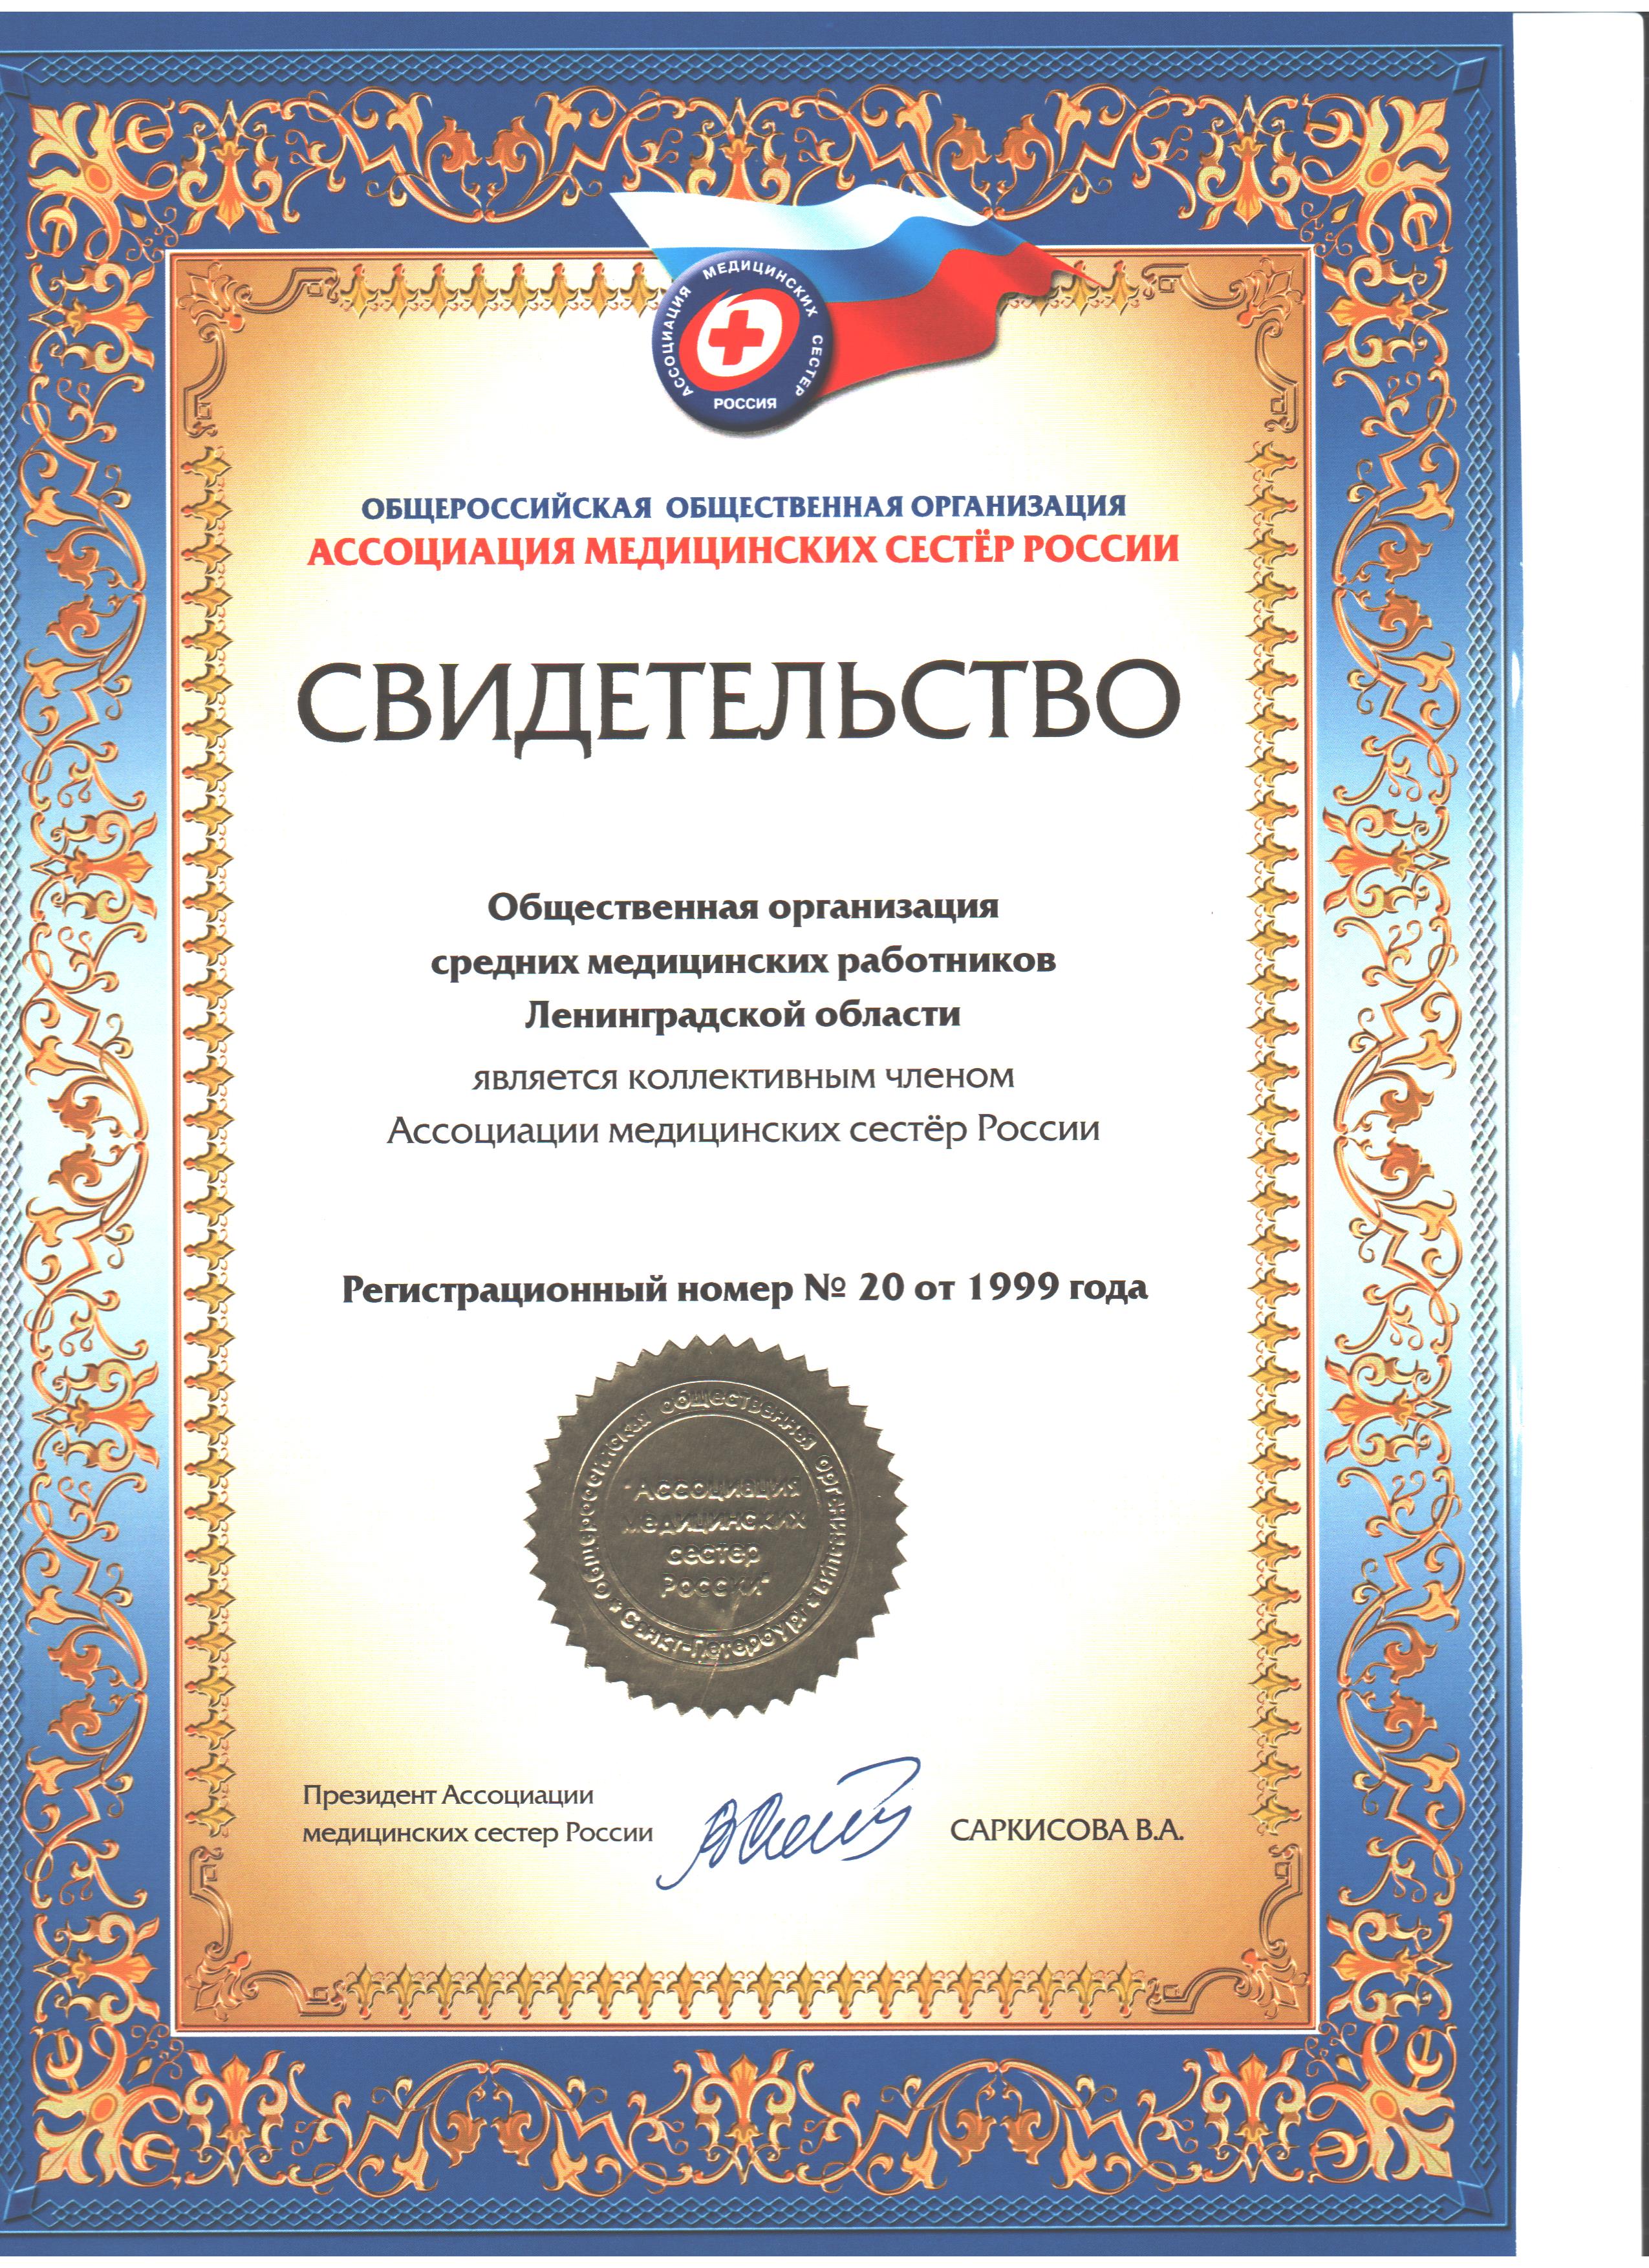 АССОЦИАЦИЯ МЕДИЦИНСКИХ СЕСТЕР
РОССИЯ
ОБЩЕРОССИЙСКАЯ ОБЩЕСТВЕННАЯ ОРГАНИЗАЦИЯ
АССОЦИАЦИЯ МЕДИЦИНСКИХ СЕСТЁР РОССИИ
СВИДЕТЕЛЬСТВО
Общественная организация
средних медицинских работников
Ленинградской области
является коллективным членом
Ассоциации медицинских сестёр России
Регистрационный номер № 20 от 1999 года
Общероссийская общественная организация
"Ассоциация
медицинских
сестер
России"
Санкт-Петербург
Президент Ассоциации
медицинских сестер России
САРКИСОВА В.А.